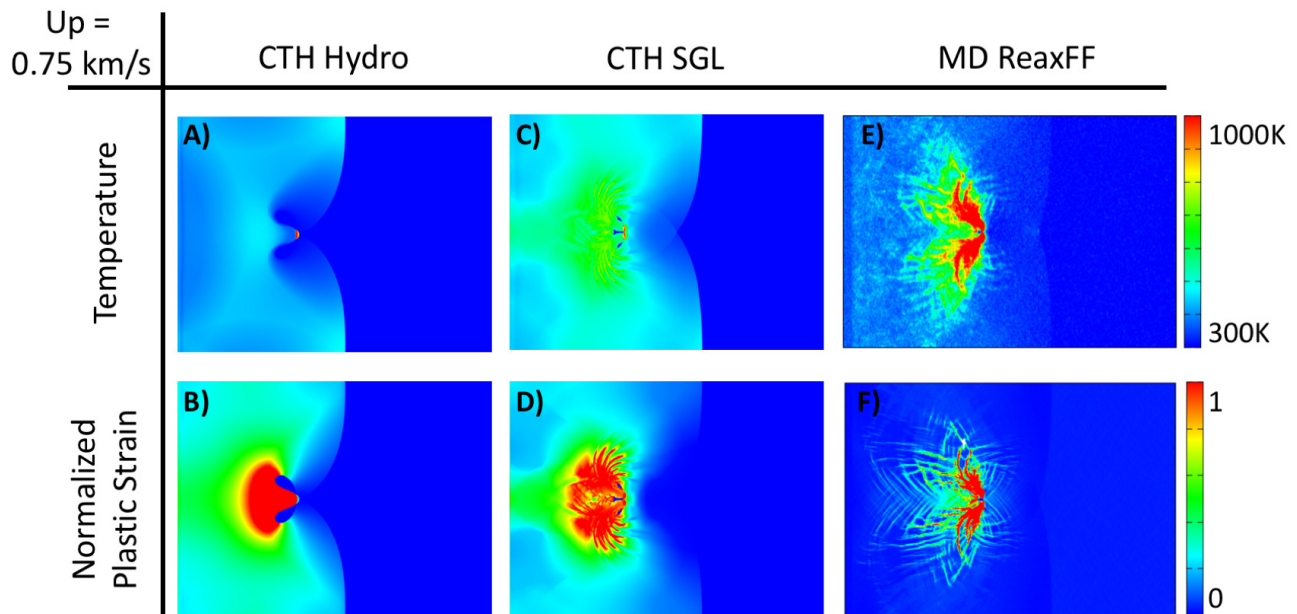 Up =
0.75 km/s
CTH Hydro
CTH SGL
MD ReaxFF
Temperature
A)
C)
E)
1000K
300K
Normalized
Plastic Strain
B)
D)
F)
1
0